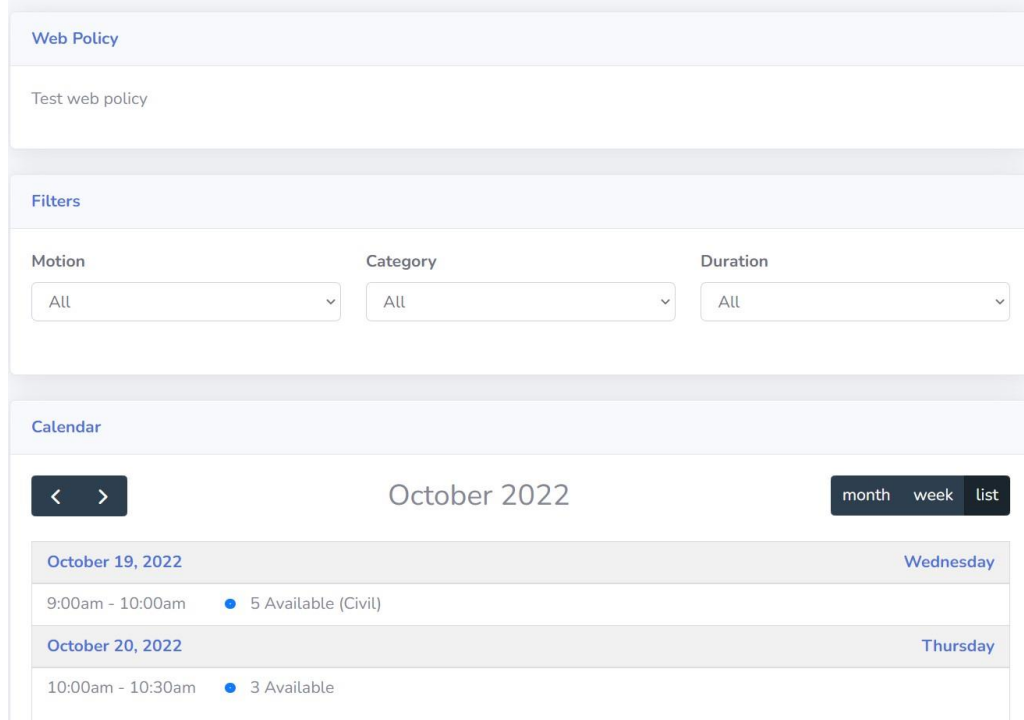 Web Policy
Test web policy
Filters
Motion Category Duration
All All All
Calendar
October 2022 month week list
October 19, 2022 Wednesday
9:00am - 10:00am 5 Available (Civil)
October 20, 2022 Thursday
10:00am - 10:30am 3 Available